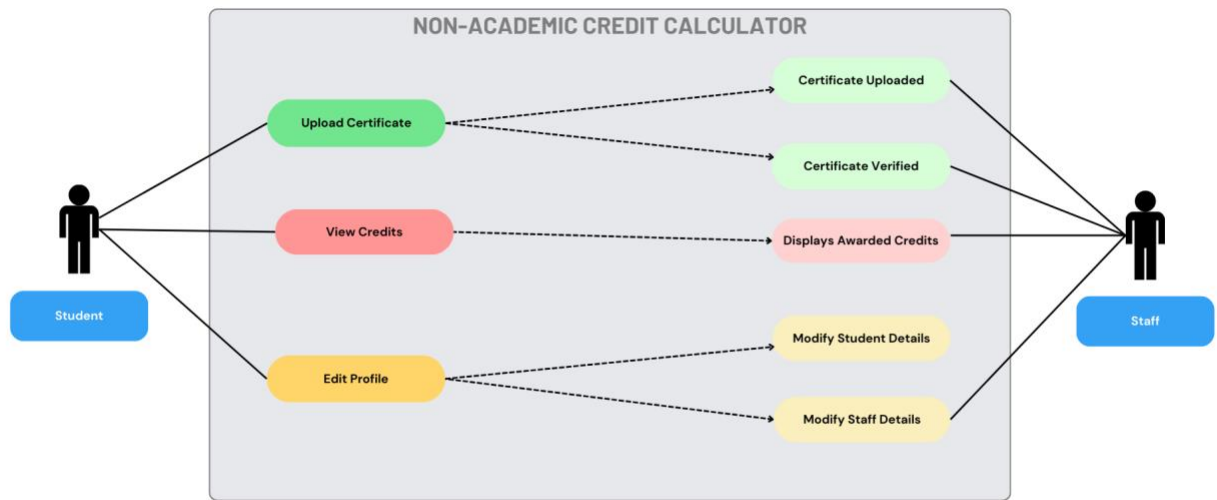 NON-ACADEMIC CREDIT CALCULATOR
Certificate Uploaded
Upload Certificate
Certificate Verified
View Credits
Displays Awarded Credits
Student
Staff
Modify Student Details
Edit Profile
Modify Staff Details